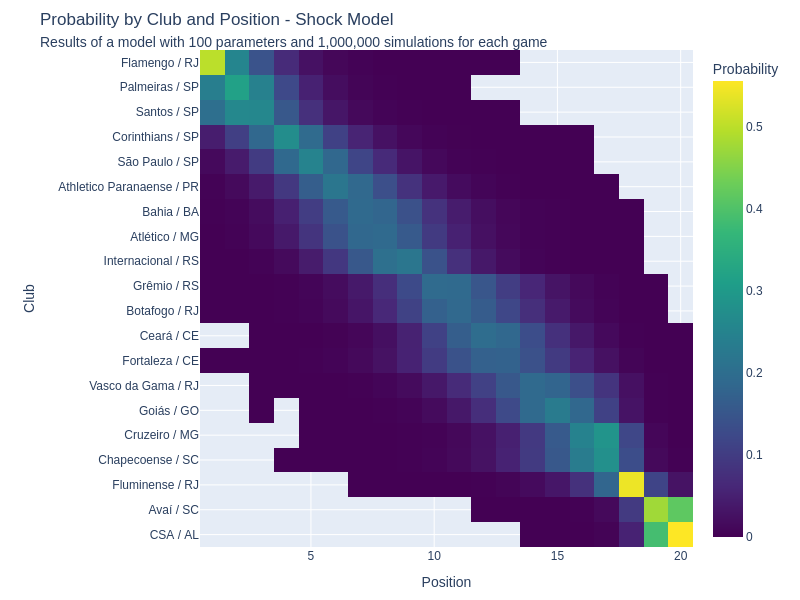 Probability by Club and Position - Shock Model
Results of a model with 100 parameters and 1,000,000 simulations for each game
Probability
Flamengo / RJ
Palmeiras / SP
Santos / SP
Corinthians / SP
São Paulo / SP
Athletico Paranaense / PR
Bahia / BA
Atlético / MG
Internacional / RS
Grêmio / RS
Botafogo / RJ
Ceará / CE
Fortaleza / CE
Vasco da Gama / RJ
Goiás / GO
Cruzeiro / MG
Chapecoense / SC
Fluminense / RJ
Avaí / SC
CSA / AL
Club
5
10
15
20
Position
0.5
0.4
0.3
0.2
0.1
0